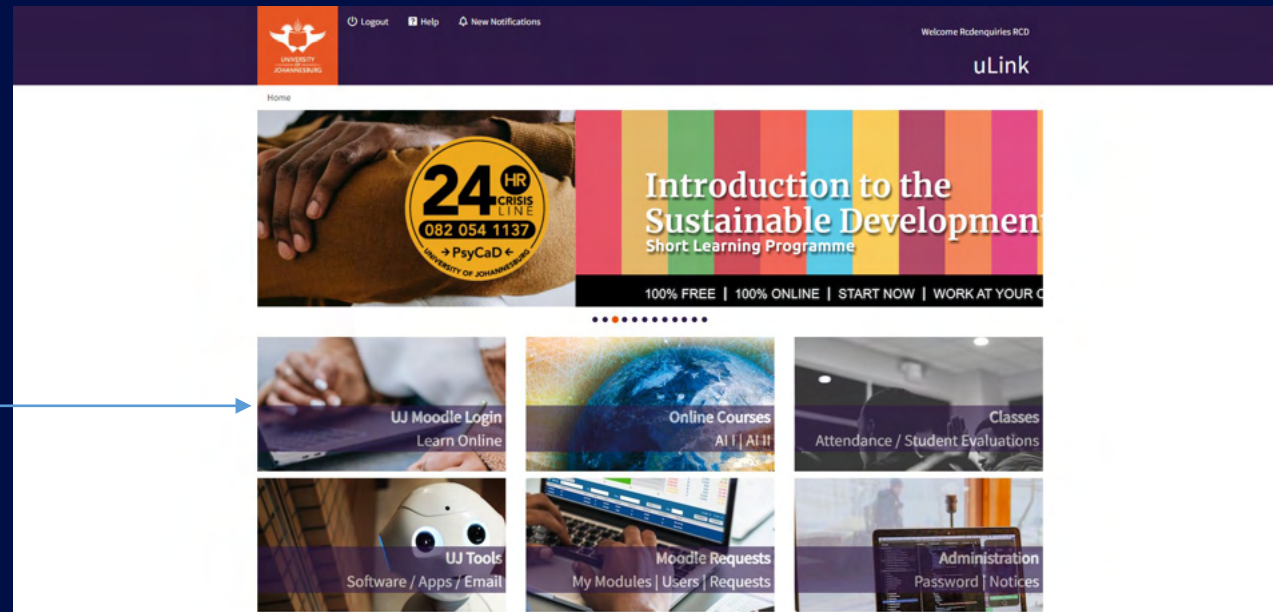 Logout Help New Notifications
Welcome Rcdenquiries RCD
UNIVERSITY
OF
JOHANNESBURG
uLink
Home
24 HR
CRISIS
LINE
082 054 1137
PsyCaD
UNIVERSITY OF JOHANNESBURG
Introduction to the
Sustainable Developmen
Short Learning Programme
100% FREE | 100% ONLINE | START NOW | WORK AT YOUR
UJ Moodle Login
Learn Online
Online Courses
AI I | AI II
Classes
Attendance / Student Evaluations
UJ Tools
Software / Apps / Email
Moodle Requests
My Modules | Users | Requests
Administration
Password | Notices